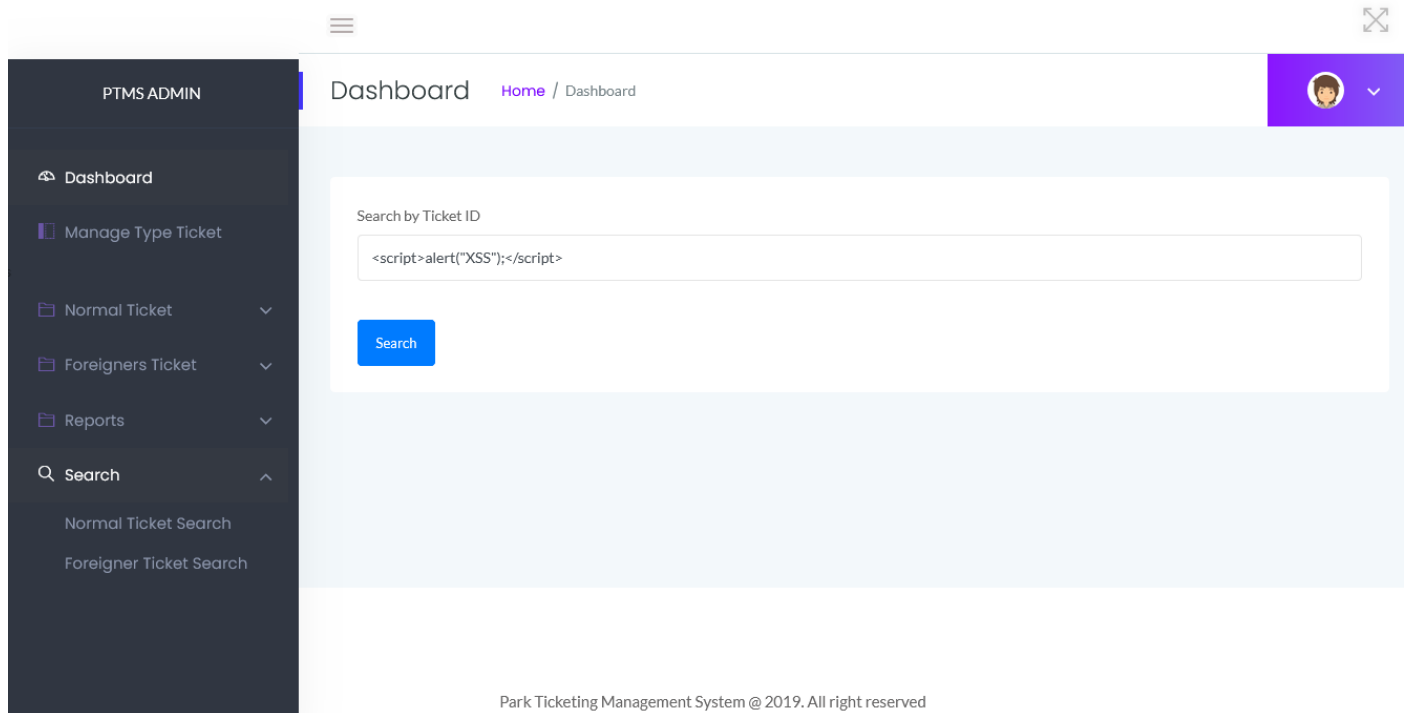 PTMS ADMIN
Dashboard
Manage Type Ticket
Normal Ticket
Foreigners Ticket
Reports
Search
Normal Ticket Search
Foreigner Ticket Search
Dashboard Home / Dashboard
Search by Ticket ID
<script>alert("XSS");</script>
Search
Park Ticketing Management System @ 2019. All right reserved